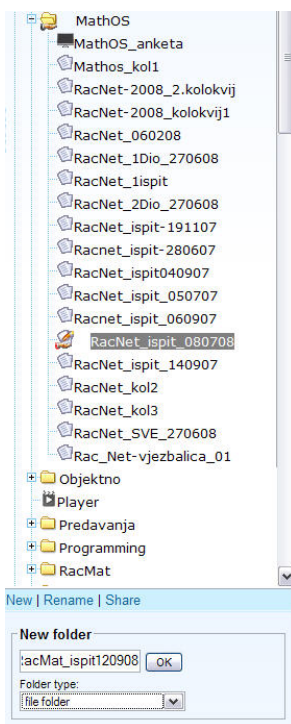 MathOS
MathOS_anketa
Mathos_kol1
RacNet-2008_2.kolokvij
RacNet-2008_kolokvij1
RacNet_060208
RacNet_1Dio_270608
RacNet_1ispit
RacNet_2Dio_270608
RacNet_ispit-191107
Racnet_ispit-280607
RacNet_ispit040907
RacNet_ispit_050707
Racnet_ispit_060907
RacNet_ispit_080708
RacNet_ispit_140907
RacNet_kol2
RacNet_kol3
RacNet_SVE_270608
Rac_Net-vjezbalica_01
Objektno
Player
Predavanja
Programming
RacMat
New | Rename | Share
New folder
acMat_ispit120908 OK
Folder type:
file folder